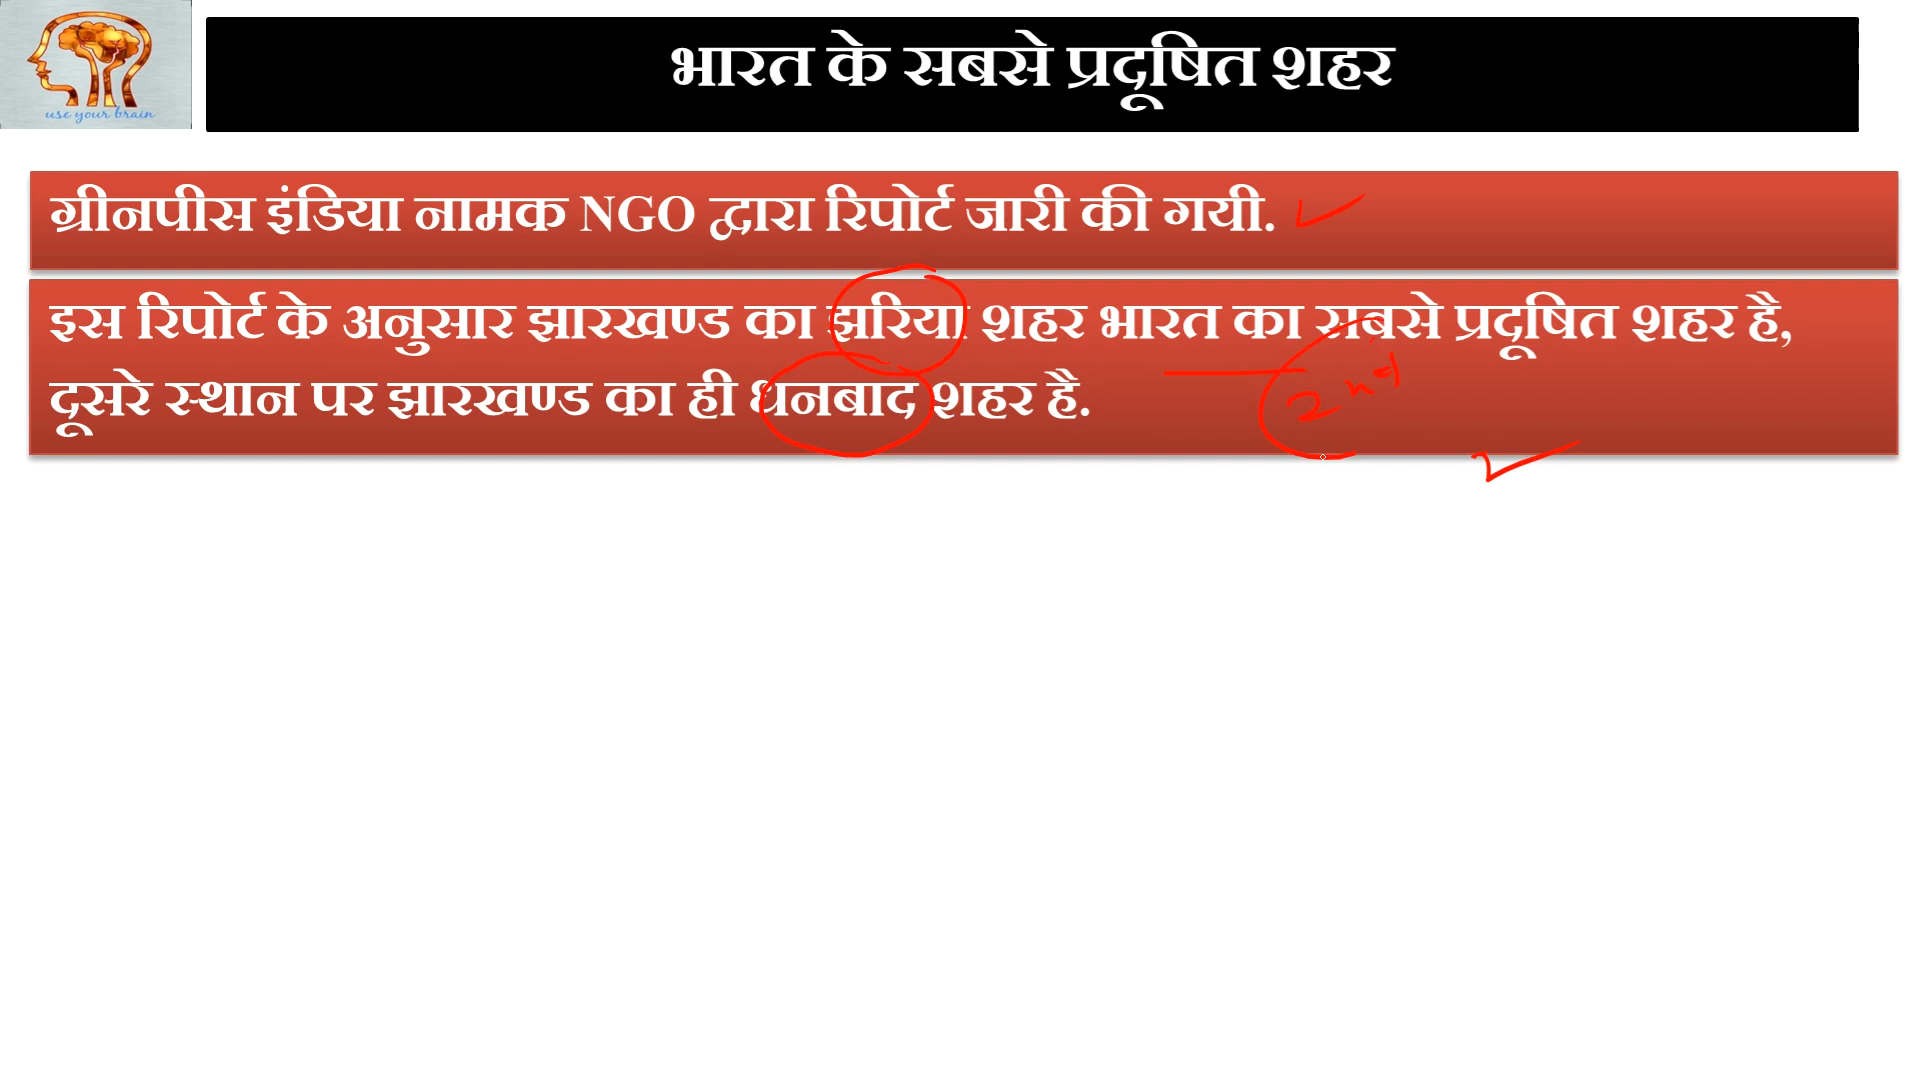 use your brain
भारत के सबसे प्रदूषित शहर
ग्रीनपीस इंडिया नामक NGO द्वारा रिपोर्ट जारी की गयी.
इस रिपोर्ट के अनुसार झारखण्ड का झरिया शहर भारत का सबसे प्रदूषित शहर है,
दूसरे स्थान पर झारखण्ड का ही धनबाद शहर है.
2nd